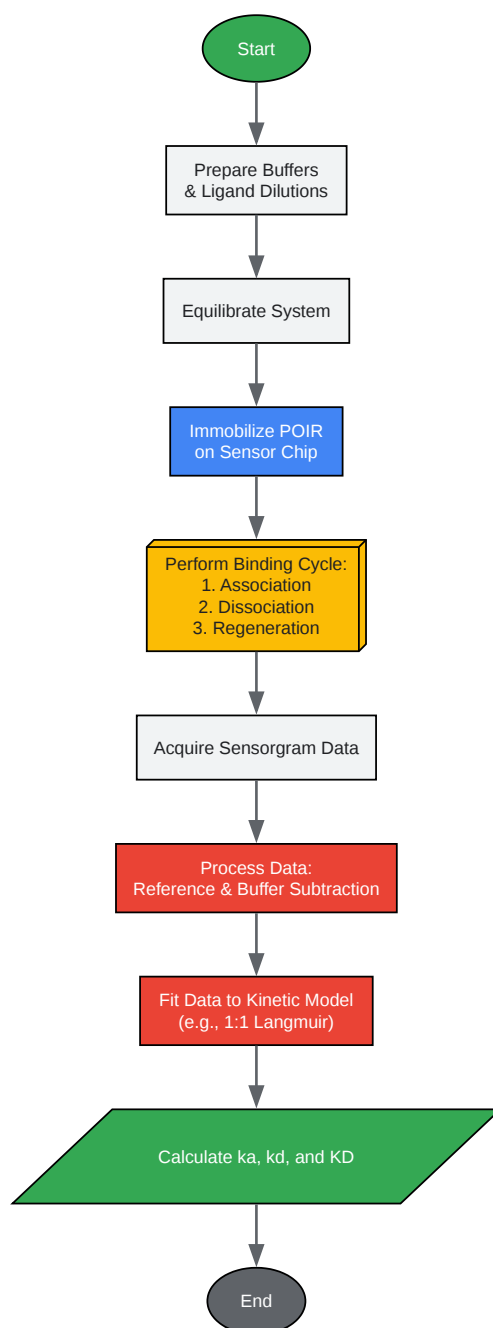 Start
Prepare Buffers
& Ligand Dilutions
Equilibrate System
Immobilize POIR
on Sensor Chip
Perform Binding Cycle:
1. Association
2. Dissociation
3. Regeneration
Acquire Sensorgram Data
Process Data:
Reference & Buffer Subtraction
Fit Data to Kinetic Model
(e.g., 1:1 Langmuir)
Calculate ka, kd, and KD
End